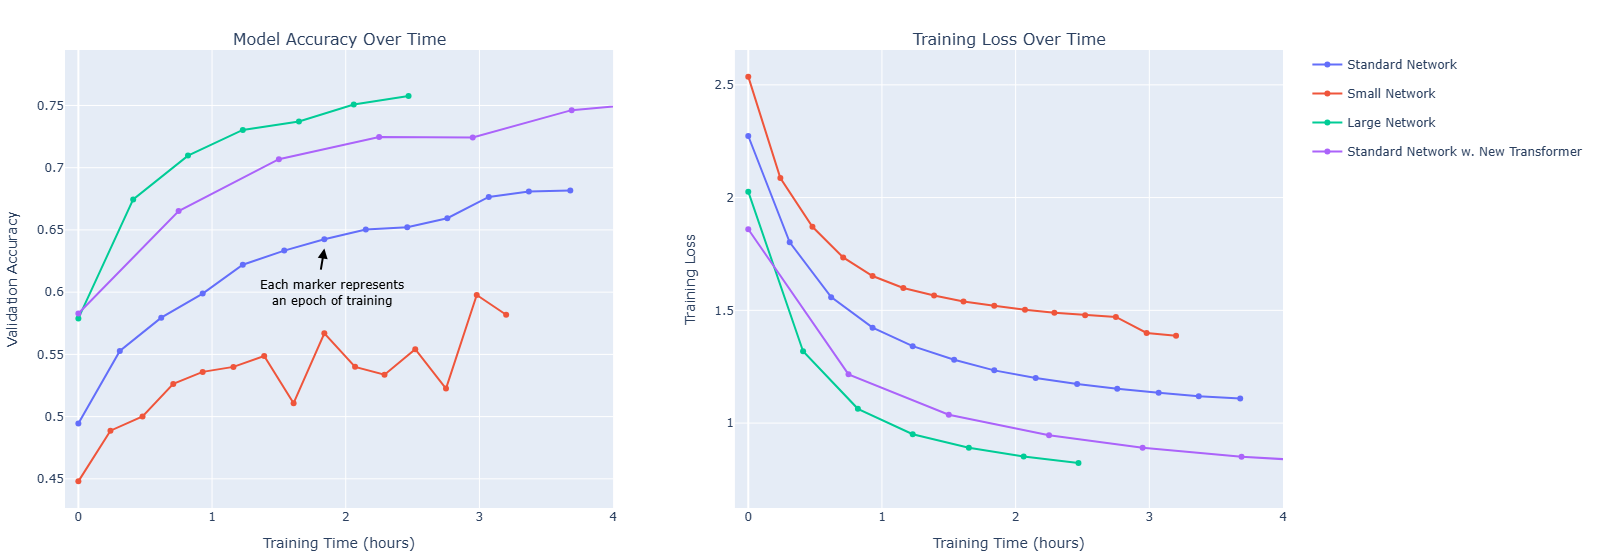 Model Accuracy Over Time
Validation Accuracy
0.75
0.7
0.65
0.6
0.55
0.5
0.45
Each marker represents
an epoch of training
0
1
2
3
4
Training Time (hours)
Training Loss Over Time
Training Loss
2.5
2
1.5
1
0
1
2
3
4
Training Time (hours)
Standard Network
Small Network
Large Network
Standard Network w. New Transformer